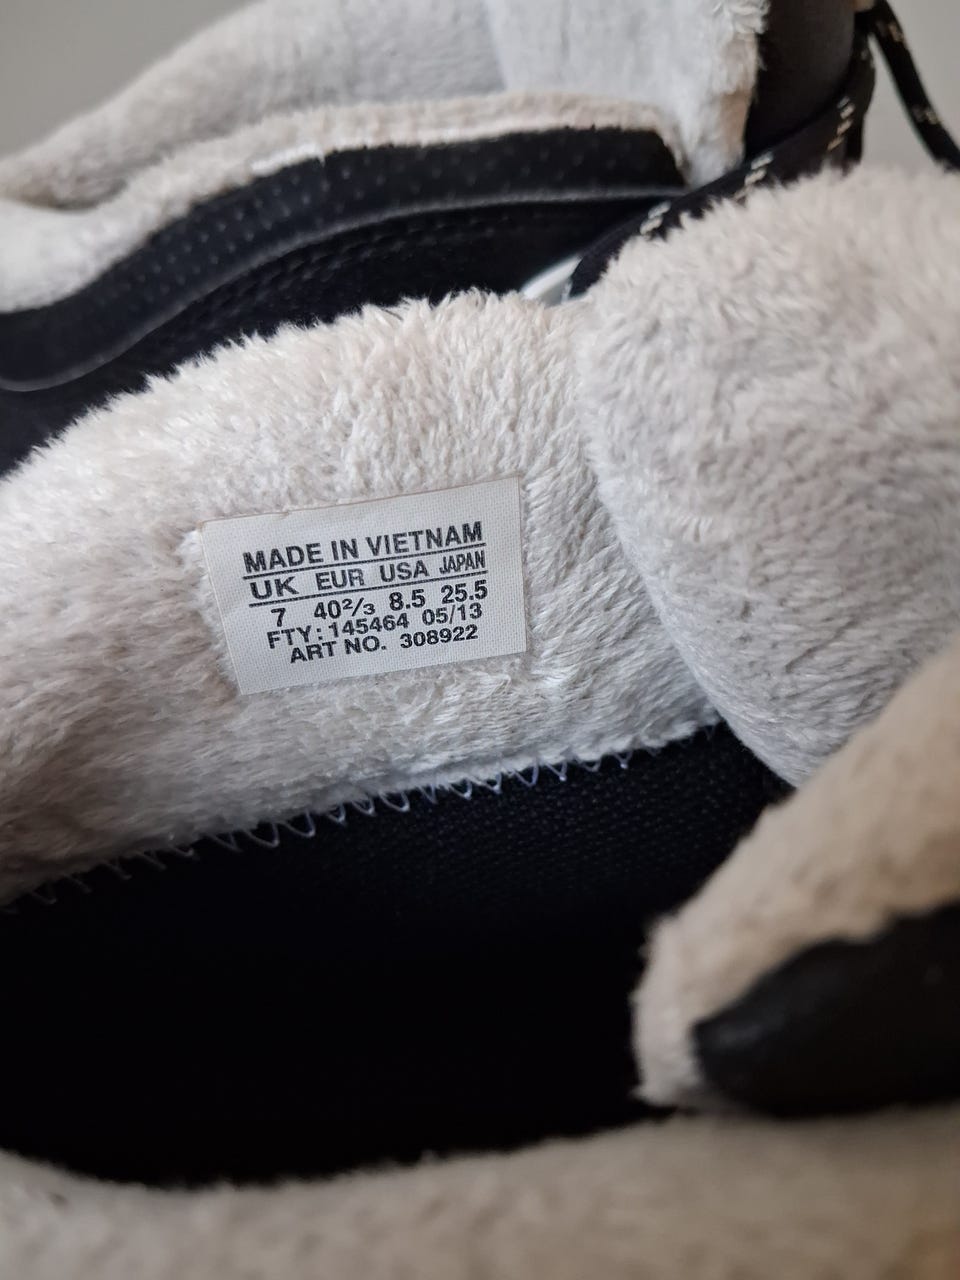 MADE IN VIETNAM
UK EUR USA JAPAN
7 40²/₃ 8.5 25.5
FTY: 145464 05/13
ART NO. 308922